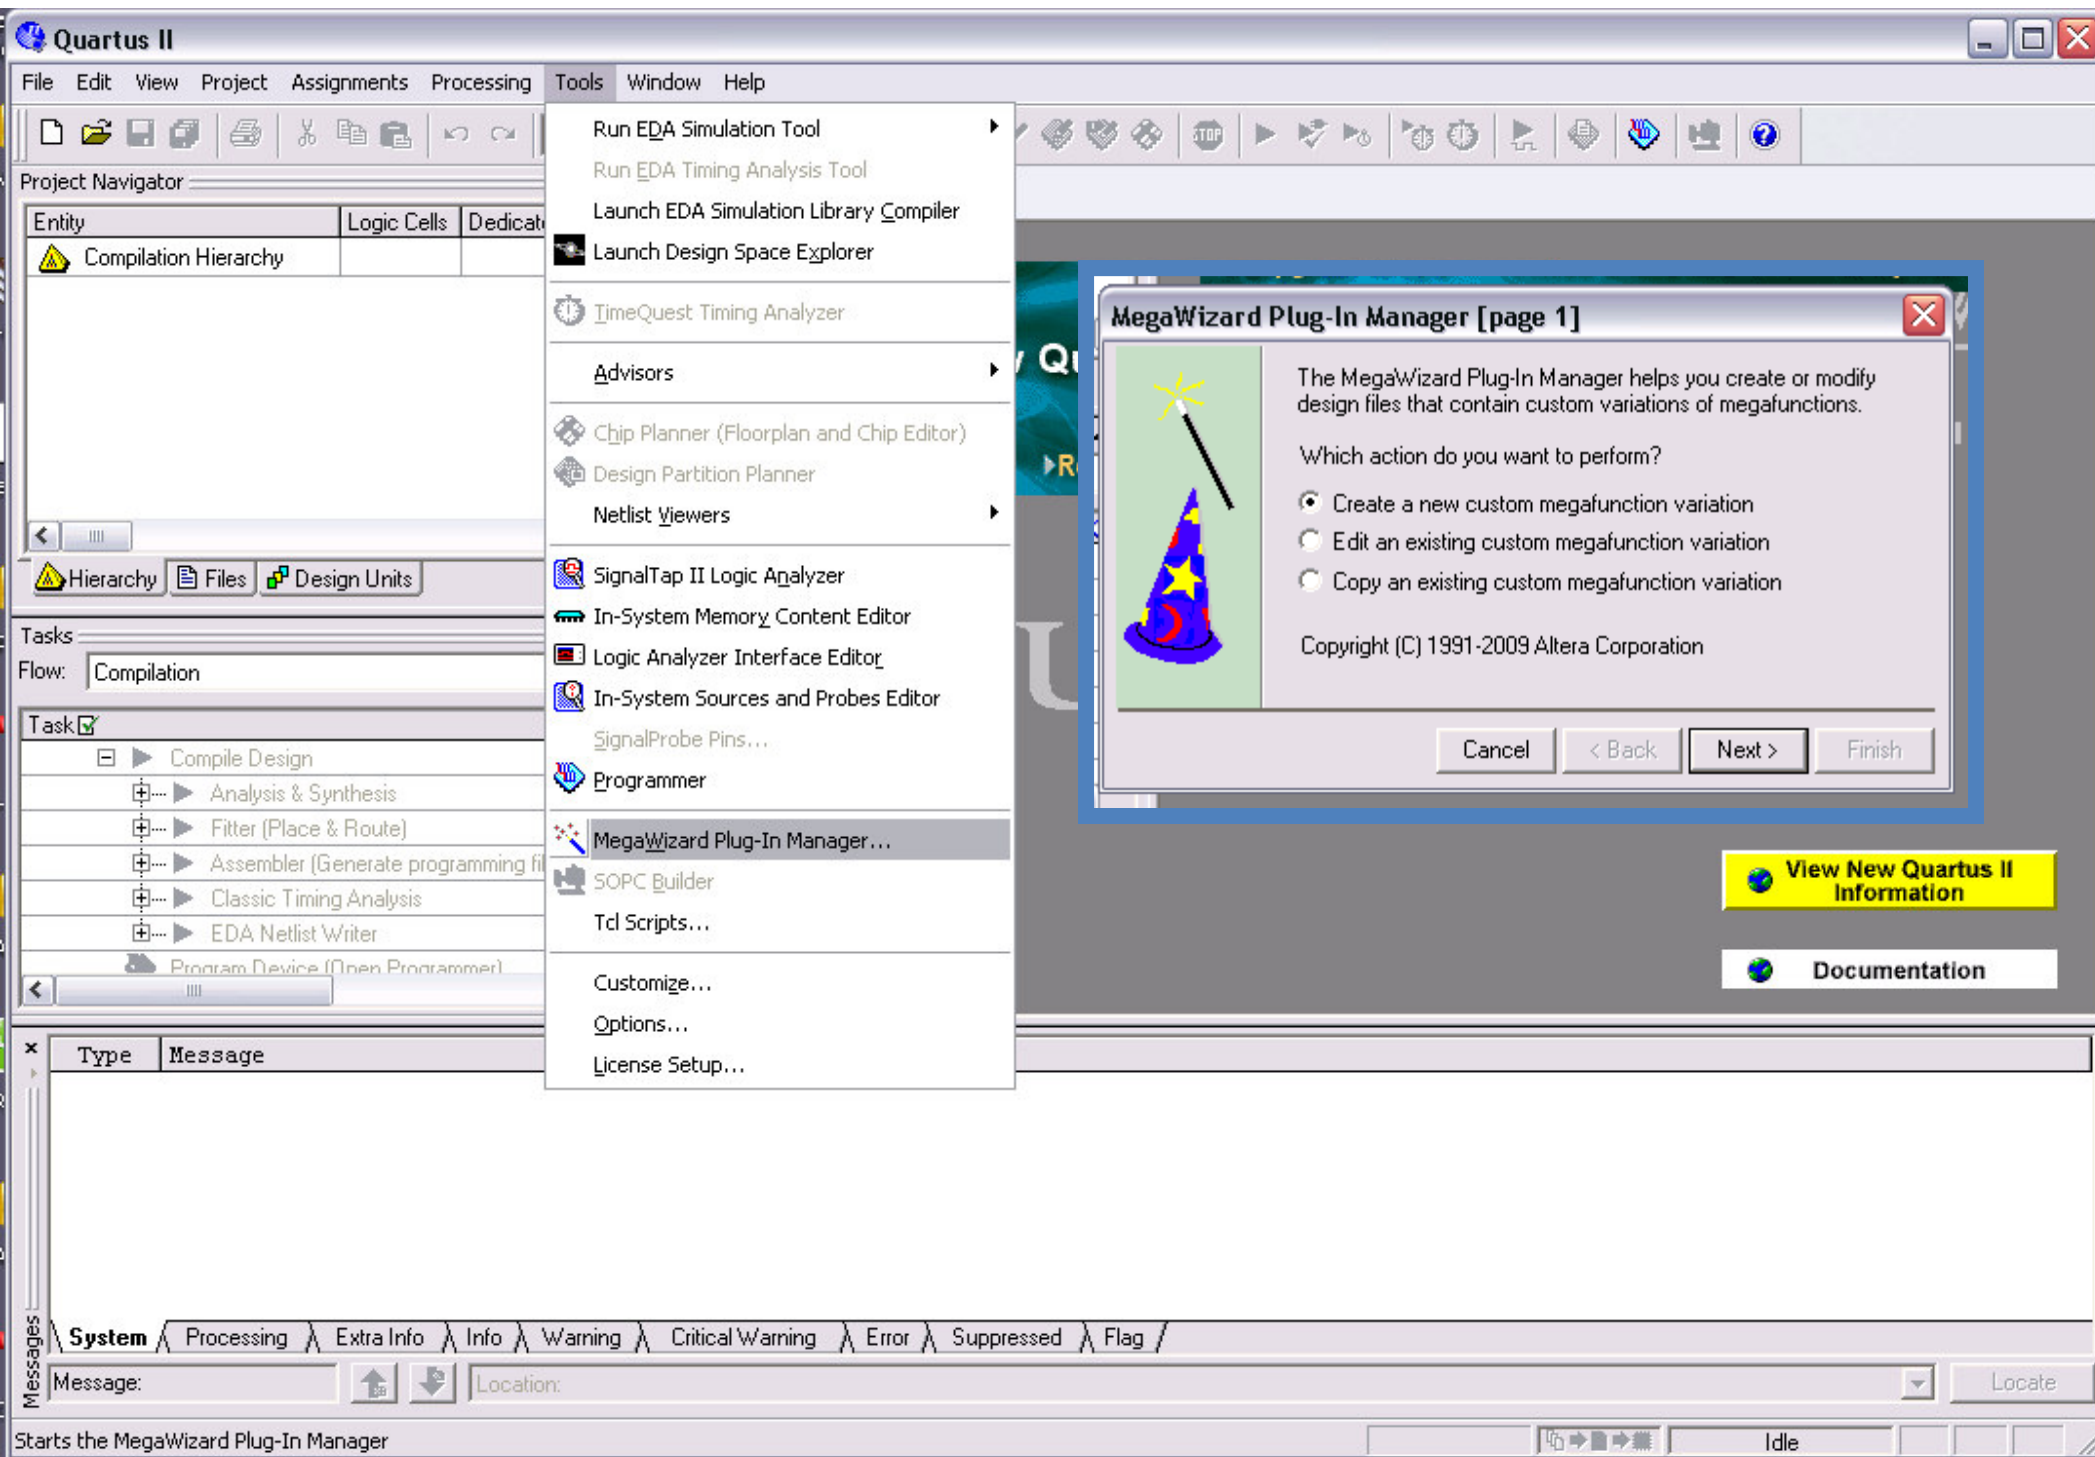 Quartus II
File Edit View Project Assignments Processing Tools Window Help
STOP
Project Navigator
Entity Logic Cells Dedicat
Compilation Hierarchy
Hierarchy Files Design Units
Tasks
Flow: Compilation
Task
Compile Design
Analysis & Synthesis
Fitter (Place & Route)
Assembler (Generate programming fil
Classic Timing Analysis
EDA Netlist Writer
Program Device (Open Programmer)
Run EDA Simulation Tool
Run EDA Timing Analysis Tool
Launch EDA Simulation Library Compiler
Launch Design Space Explorer
TimeQuest Timing Analyzer
Advisors
Chip Planner (Floorplan and Chip Editor)
Design Partition Planner
Netlist Viewers
SignalTap II Logic Analyzer
In-System Memory Content Editor
Logic Analyzer Interface Editor
In-System Sources and Probes Editor
SignalProbe Pins...
Programmer
MegaWizard Plug-In Manager...
SOPC Builder
Tcl Scripts...
Customize...
Options...
License Setup...
MegaWizard Plug-In Manager [page 1]
The MegaWizard Plug-In Manager helps you create or modify
design files that contain custom variations of megafunctions.
Which action do you want to perform?
Create a new custom megafunction variation
Edit an existing custom megafunction variation
Copy an existing custom megafunction variation
Copyright (C) 1991-2009 Altera Corporation
Cancel < Back Next > Finish
View New Quartus II
Information
Documentation
Type Message
System Processing Extra Info Info Warning Critical Warning Error Suppressed Flag
Messages
Message: Location: Locate
Starts the MegaWizard Plug-In Manager Idle